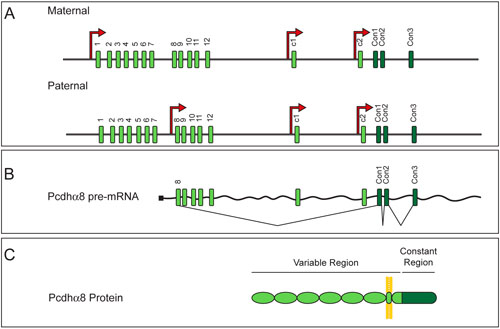 A
Maternal
1 2 3 4 5 6 7 8 9 10 11 12 c1 c2 Con1 Con2 Con3
Paternal
1 2 3 4 5 6 7 8 9 10 11 12 c1 c2 Con1 Con2 Con3
B
8 Con1 Con2 Con3
Pcdhα8 pre-mRNA
C
Variable Region
Constant
Region
Pcdhα8 Protein